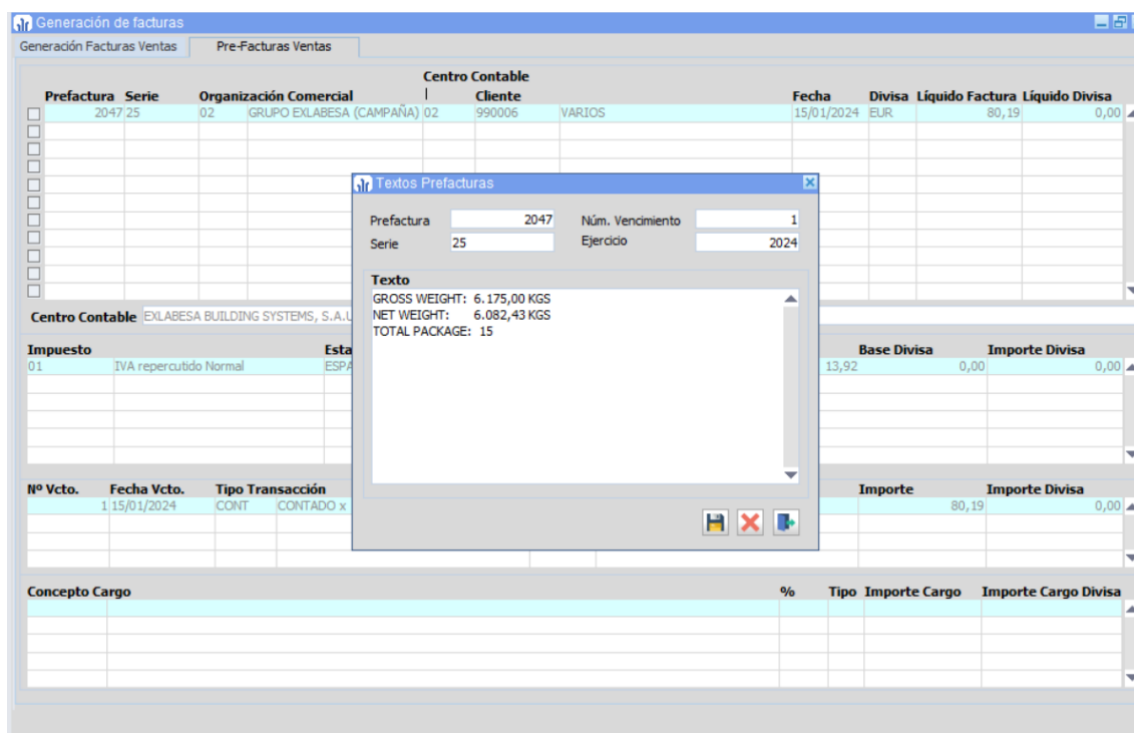 Generación de facturas
Generación Facturas Ventas Pre-Facturas Ventas
Centro Contable
Prefactura Serie Organización Comercial Cliente Fecha Divisa Líquido Factura Líquido Divisa
2047 25 02 GRUPO EXLABESA (CAMPAÑA) 02 990006 VARIOS 15/01/2024 EUR 80,19 0,00
Textos Prefacturas
Prefactura 2047 Núm. Vencimiento 1
Serie 25 Ejercicio 2024
Texto
GROSS WEIGHT: 6.175,00 KGS
NET WEIGHT: 6.082,43 KGS
TOTAL PACKAGE: 15
Centro Contable EXLABESA BUILDING SYSTEMS, S.A.U
Impuesto Esta Base Divisa Importe Divisa
01 IVA repercutido Normal ESPA 13,92 0,00 0,00
Nº Vcto. Fecha Vcto. Tipo Transacción Importe Importe Divisa
1 15/01/2024 CONT CONTADO x 80,19 0,00
Concepto Cargo % Tipo Importe Cargo Importe Cargo Divisa